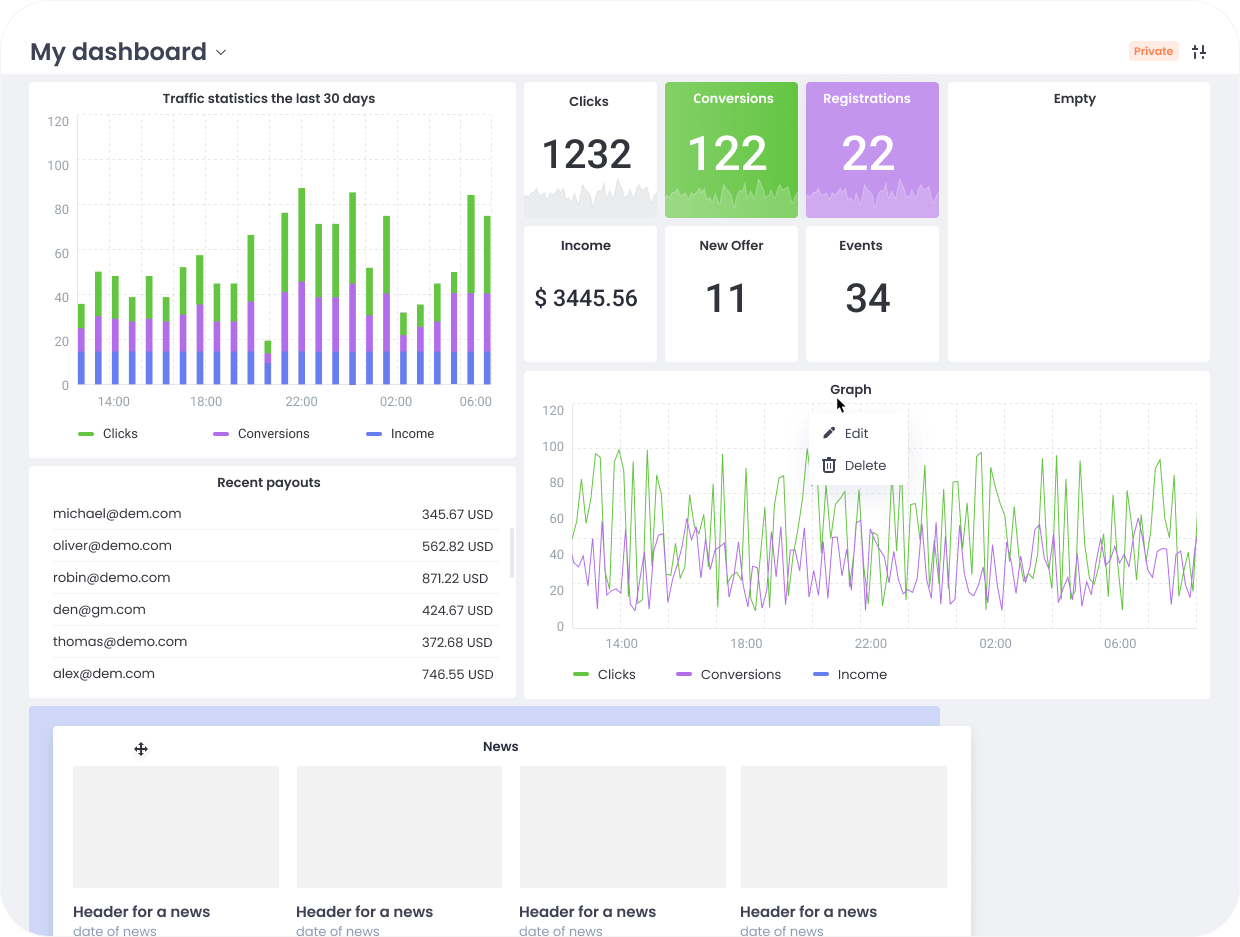 My dashboard
Private
Traffic statistics the last 30 days
120
100
80
60
40
20
0
14:00 18:00 22:00 02:00 06:00
Clicks Conversions Income
Clicks
1232
Conversions
122
Registrations
22
Empty
Income
$ 3445.56
New Offer
11
Events
34
Recent payouts
michael@dem.com 345.67 USD
oliver@demo.com 562.82 USD
robin@demo.com 871.22 USD
den@gm.com 424.67 USD
thomas@demo.com 372.68 USD
alex@dem.com 746.55 USD
Graph
Edit
Delete
120
100
80
60
40
20
0
14:00 18:00 22:00 02:00 06:00
Clicks Conversions Income
News
Header for a news
date of news
Header for a news
date of news
Header for a news
date of news
Header for a news
date of news